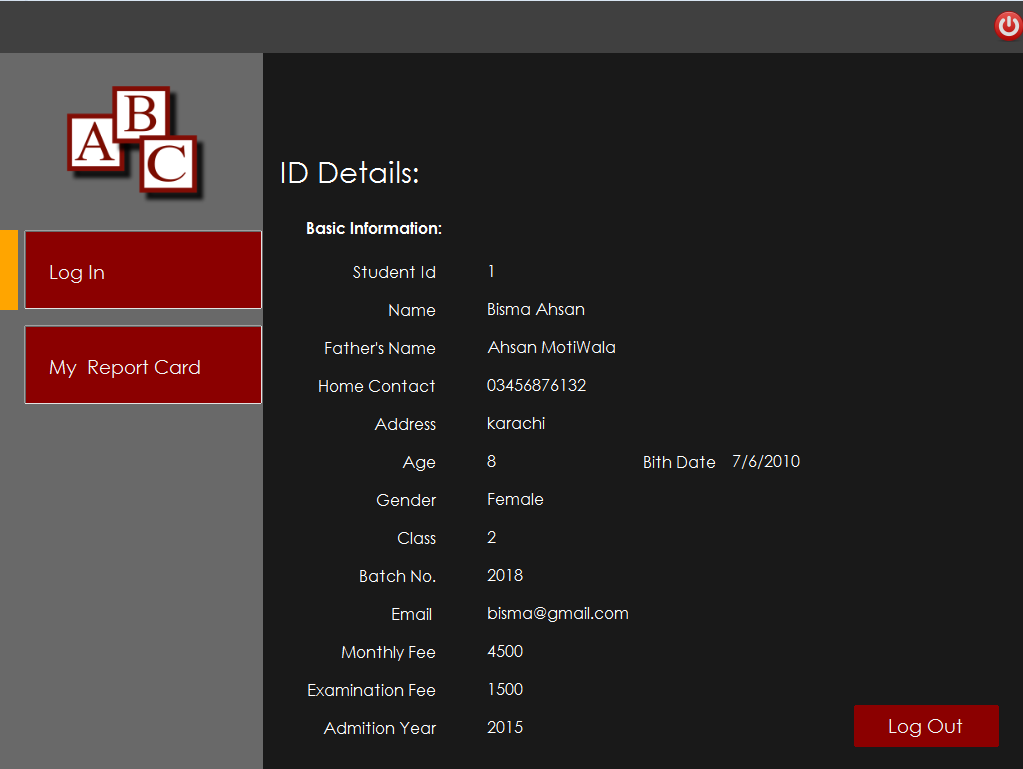 A B C
Log In
My Report Card
ID Details:
Basic Information:
Student Id 1
Name Bisma Ahsan
Father's Name Ahsan MotiWala
Home Contact 03456876132
Address karachi
Age 8 Bith Date 7/6/2010
Gender Female
Class 2
Batch No. 2018
Email bisma@gmail.com
Monthly Fee 4500
Examination Fee 1500
Admition Year 2015
Log Out